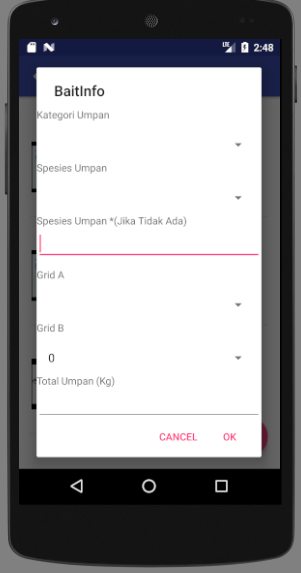 LTE 2:48
BaitInfo
Kategori Umpan
Spesies Umpan
Spesies Umpan *(Jika Tidak Ada)
Grid A
Grid B
0
Total Umpan (Kg)
CANCEL OK